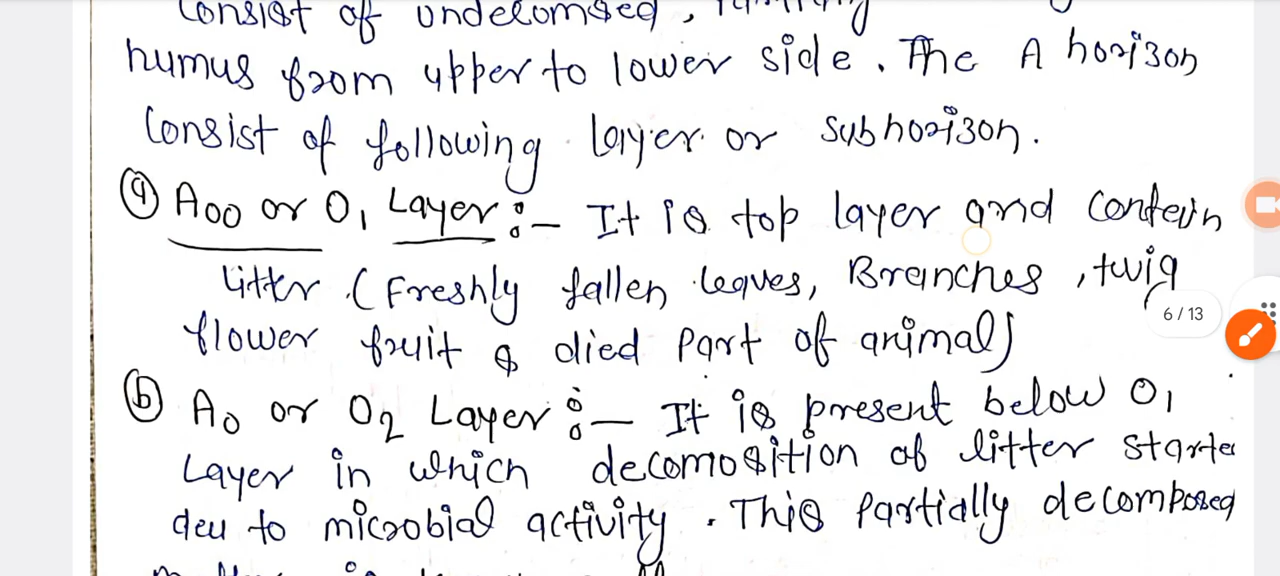 Consist of undecomsed,
humus from upper to lower side. The A horizon
Consist of following layer or subhorizon.
(a) A00 or O1 Layer:- It is top layer and contain
litter (Freshly fallen leaves, Branches, twig
flower fruit & died part of animal)
6 / 13
(b) A0 or O2 Layer:- It is present below O1
Layer in which decomosition of litter starte
deu to microbial activity. This partially decomposed